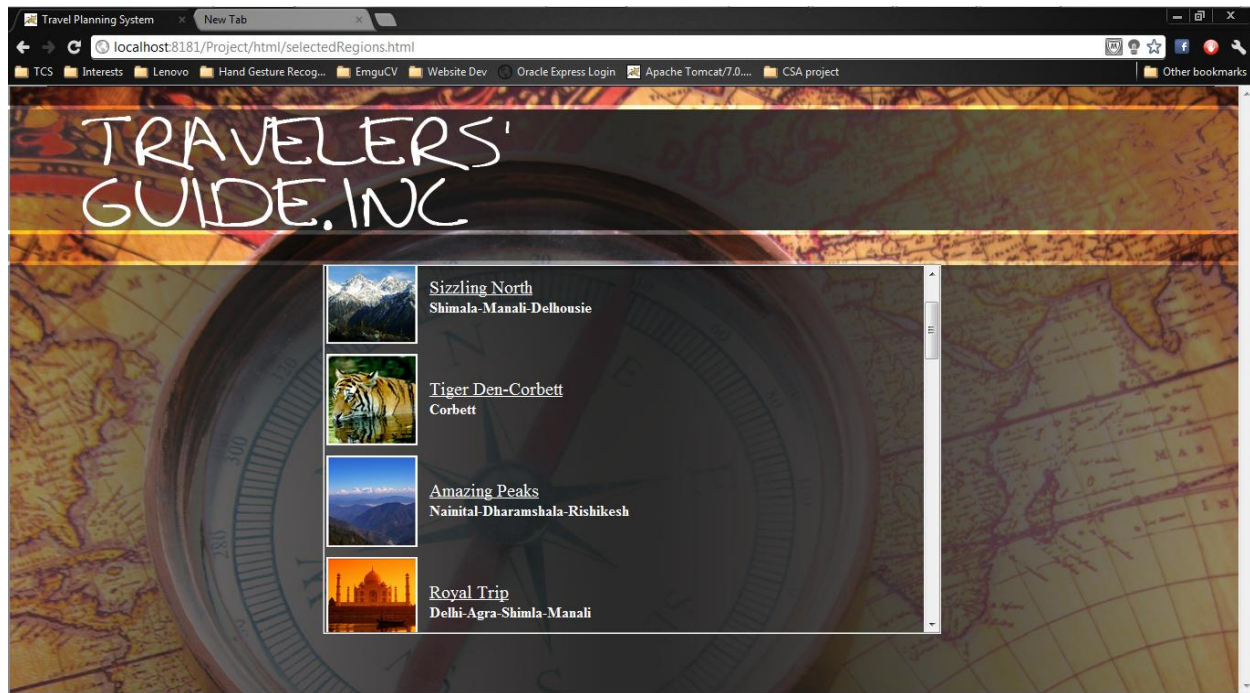 Travel Planning System
New Tab
localhost:8181/Project/html/selectedRegions.html
TCS Interests Lenovo Hand Gesture Recog... EmguCV Website Dev Oracle Express Login Apache Tomcat/7.0.... CSA project Other bookmarks
TRAVELERS'
GUIDE.INC
Sizzling North
Shimala-Manali-Delhousie
Tiger Den-Corbett
Corbett
Amazing Peaks
Nainital-Dharamshala-Rishikesh
Royal Trip
Delhi-Agra-Shimla-Manali